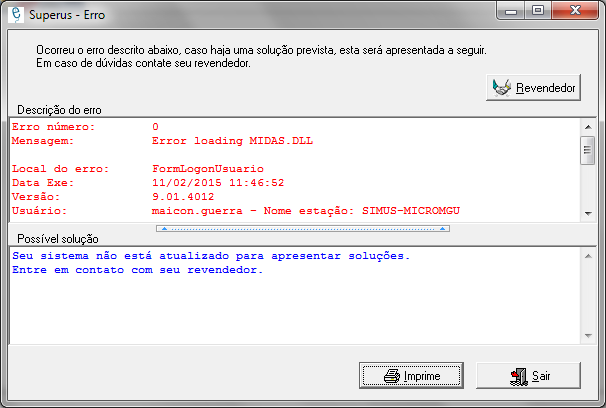 Superus - Erro
Ocorreu o erro descrito abaixo, caso haja uma solução prevista, esta será apresentada a seguir.
Em caso de dúvidas contate seu revendedor.
Revendedor
Descrição do erro
Erro número: 0
Mensagem: Error loading MIDAS.DLL
Local do erro: FormLogonUsuario
Data Exe: 11/02/2015 11:46:52
Versão: 9.01.4012
Usuário: maicon.guerra - Nome estação: SIMUS-MICROMGU
Possível solução
Seu sistema não está atualizado para apresentar soluções.
Entre em contato com seu revendedor.
Imprime
Sair